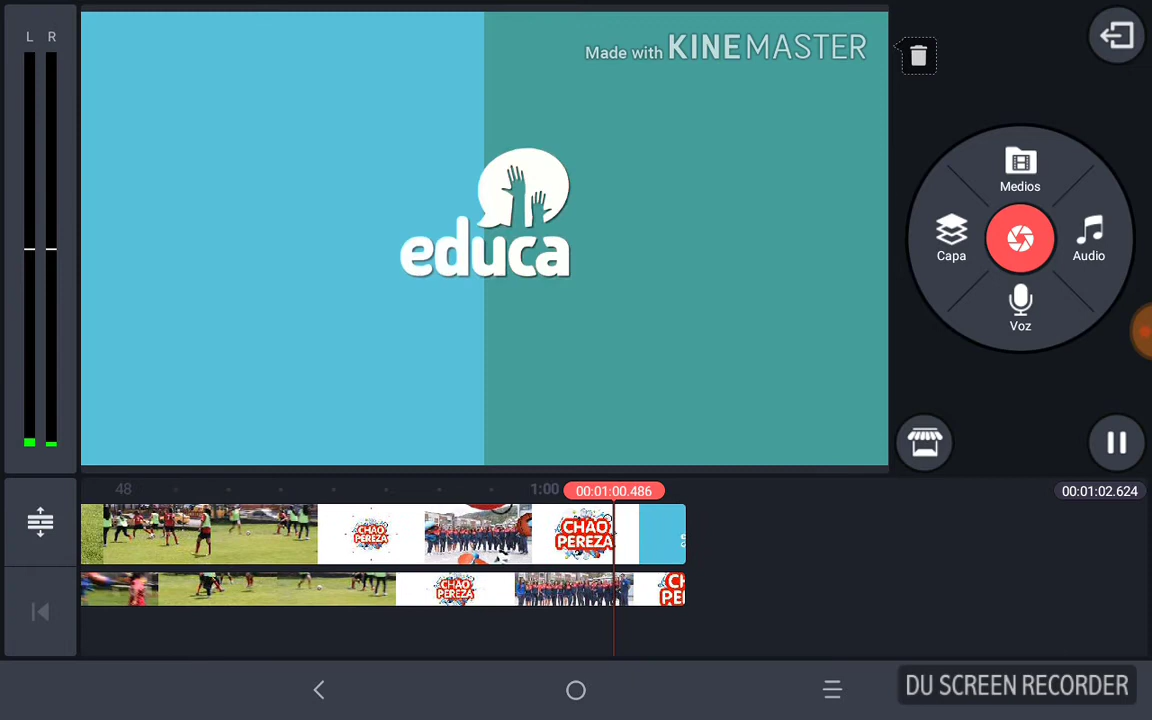 L R
Made with KINEMASTER
Medios
Capa
Audio
Voz
educa
48
1:00
00:01:00.486
00:01:02.624
CHAO
PEREZA
CHAO
PEREZA
CHAO
PEREZA
DU SCREEN RECORDER